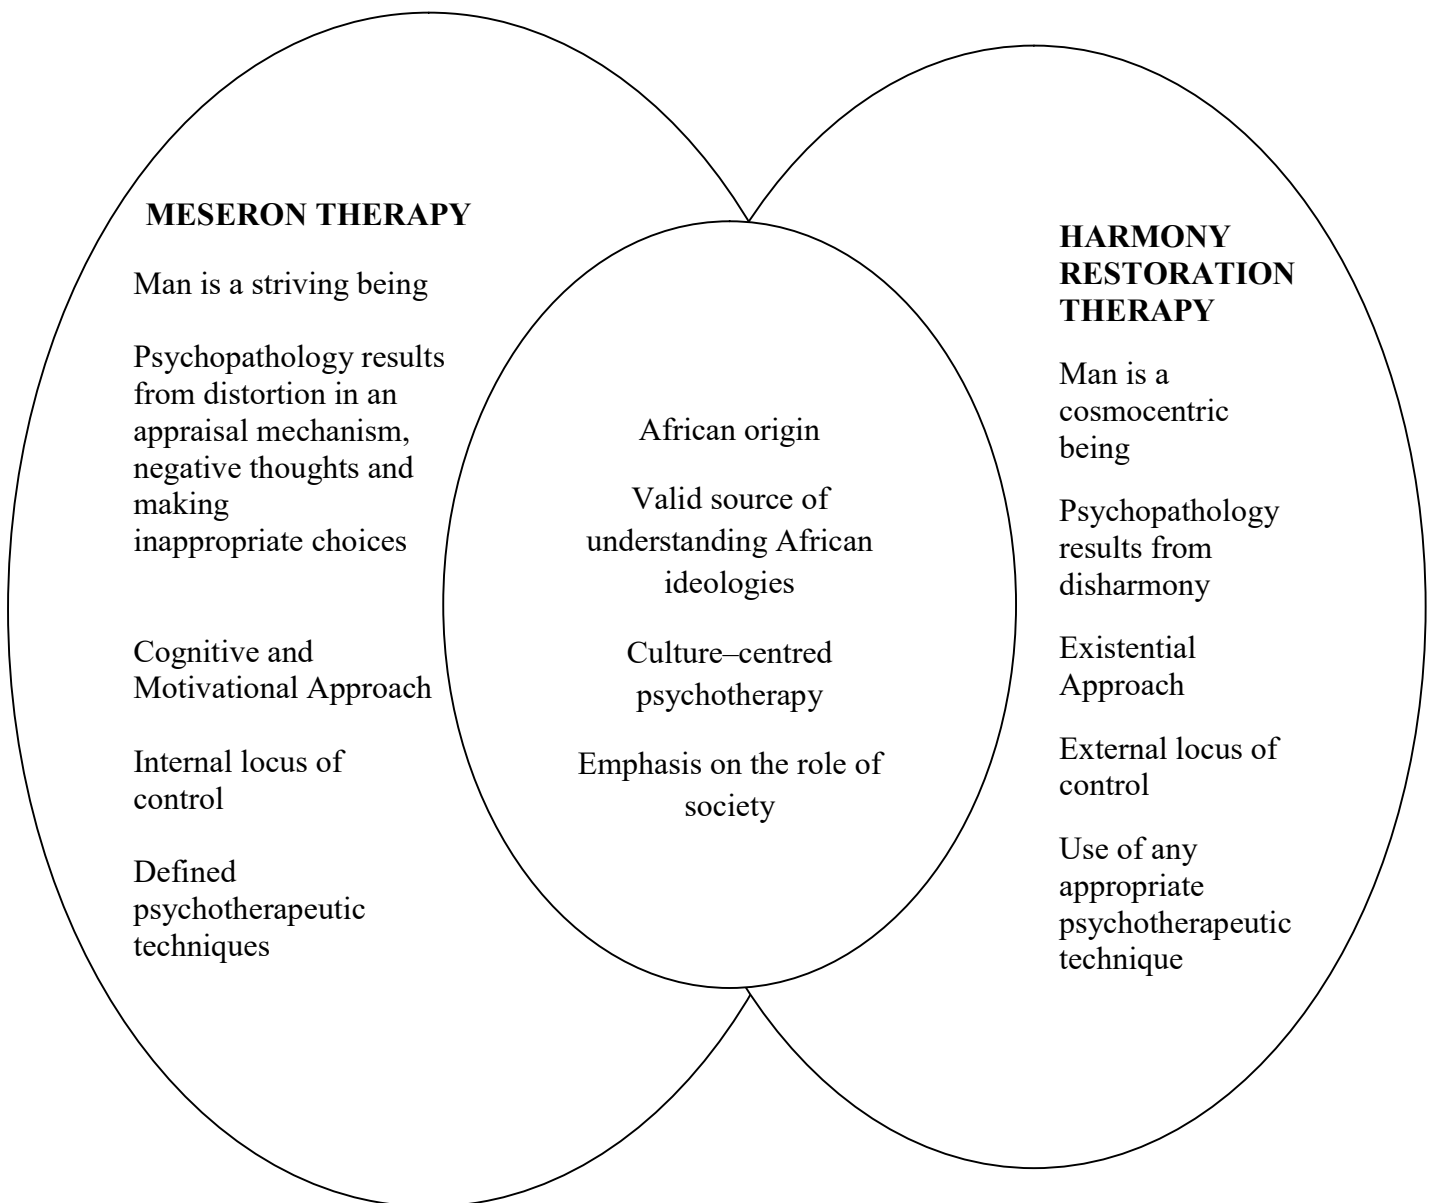 MESERON THERAPY
Man is a striving being
Psychopathology results
from distortion in an
appraisal mechanism,
negative thoughts and
making
inappropriate choices
Cognitive and
Motivational Approach
Internal locus of
control
Defined
psychotherapeutic
techniques
African origin
Valid source of
understanding African
ideologies
Culture–centred
psychotherapy
Emphasis on the role of
society
HARMONY
RESTORATION
THERAPY
Man is a
cosmocentric
being
Psychopathology
results from
disharmony
Existential
Approach
External locus of
control
Use of any
appropriate
psychotherapeutic
technique